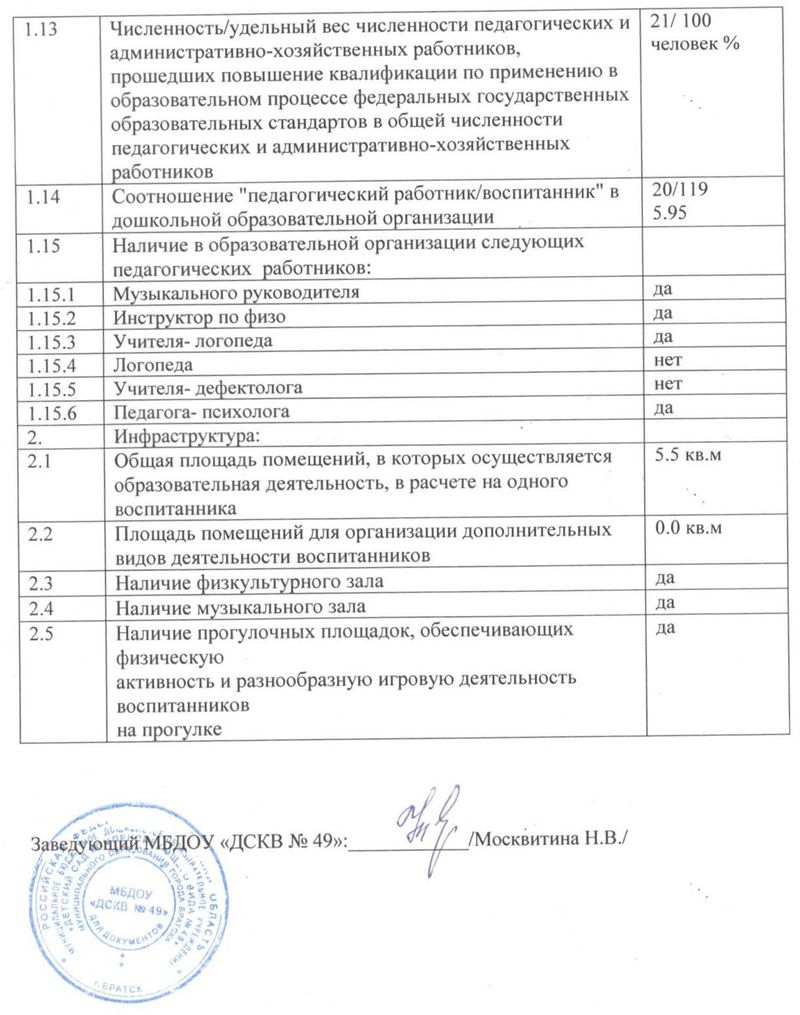 1.13 Численность/удельный вес численности педагогических и 21/ 100
административно-хозяйственных работников, человек %
прошедших повышение квалификации по применению в
образовательном процессе федеральных государственных
образовательных стандартов в общей численности
педагогических и административно-хозяйственных
работников
1.14 Соотношение "педагогический работник/воспитанник" в 20/119
дошкольной образовательной организации 5.95
1.15 Наличие в образовательной организации следующих
педагогических работников:
1.15.1 Музыкального руководителя да
1.15.2 Инструктор по физо да
1.15.3 Учителя- логопеда да
1.15.4 Логопеда нет
1.15.5 Учителя- дефектолога нет
1.15.6 Педагога- психолога да
2. Инфраструктура:
2.1 Общая площадь помещений, в которых осуществляется 5.5 кв.м
образовательная деятельность, в расчете на одного
воспитанника
2.2 Площадь помещений для организации дополнительных 0.0 кв.м
видов деятельности воспитанников
2.3 Наличие физкультурного зала да
2.4 Наличие музыкального зала да
2.5 Наличие прогулочных площадок, обеспечивающих да
физическую
активность и разнообразную игровую деятельность
воспитанников
на прогулке
Заведующий МБДОУ «ДСКВ № 49»:____________/Москвитина Н.В./
МБДОУ
«ДСКВ № 49»
ДЛЯ ДОКУМЕНТОВ
г.БРАТСК